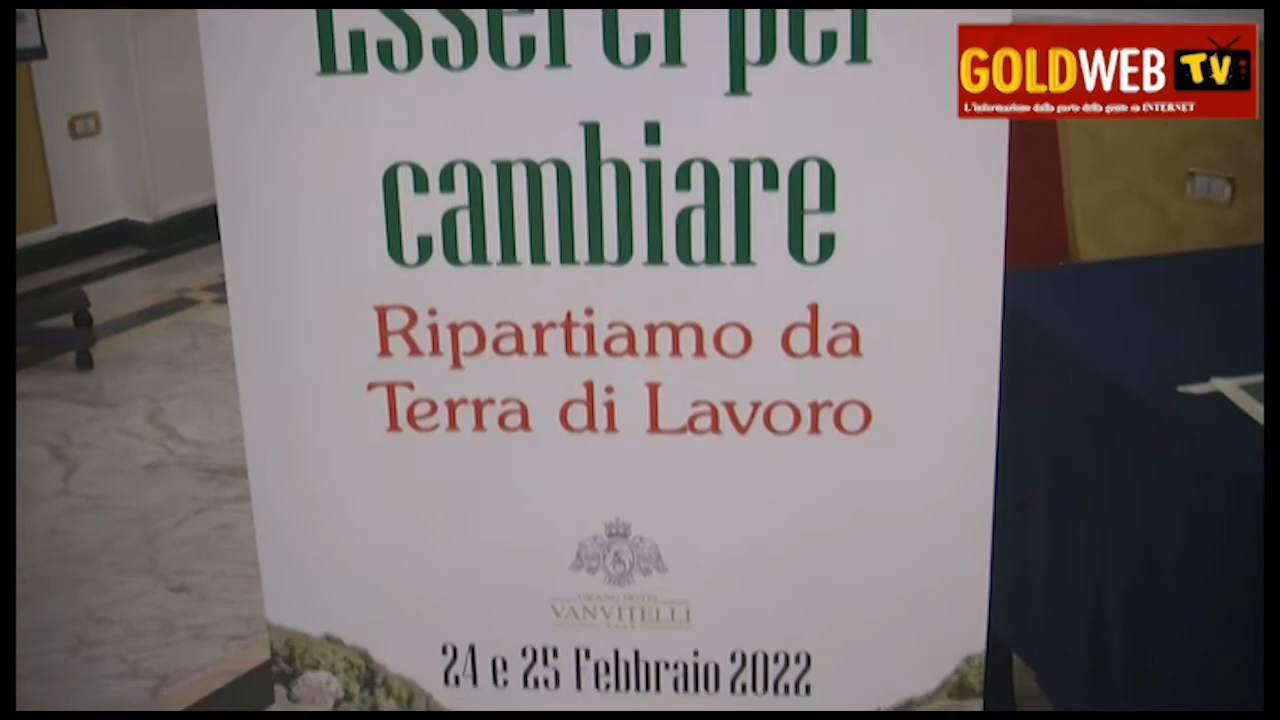 Esserci per
cambiare
Ripartiamo da
Terra di Lavoro
GRAND HOTEL
VANVITELLI
24 e 25 Febbraio 2022
GOLDWEB TV
L'informazione dalla parte della gente su INTERNET